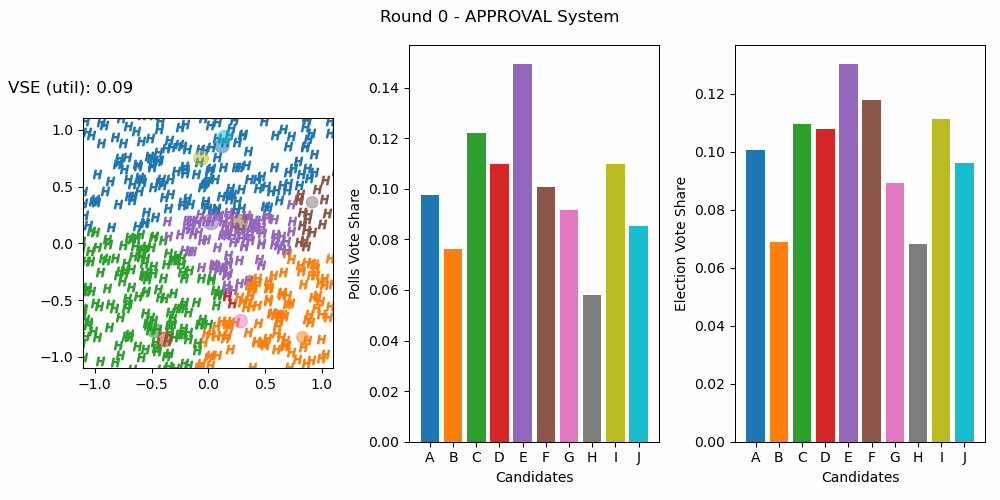 Round 0 - APPROVAL System
VSE (util): 0.09
1.0
0.5
0.0
−0.5
−1.0
−1.0 −0.5 0.0 0.5 1.0
Polls Vote Share
0.14
0.12
0.10
0.08
0.06
0.04
0.02
0.00
A B C D E F G H I J
Candidates
Election Vote Share
0.12
0.10
0.08
0.06
0.04
0.02
0.00
A B C D E F G H I J
Candidates